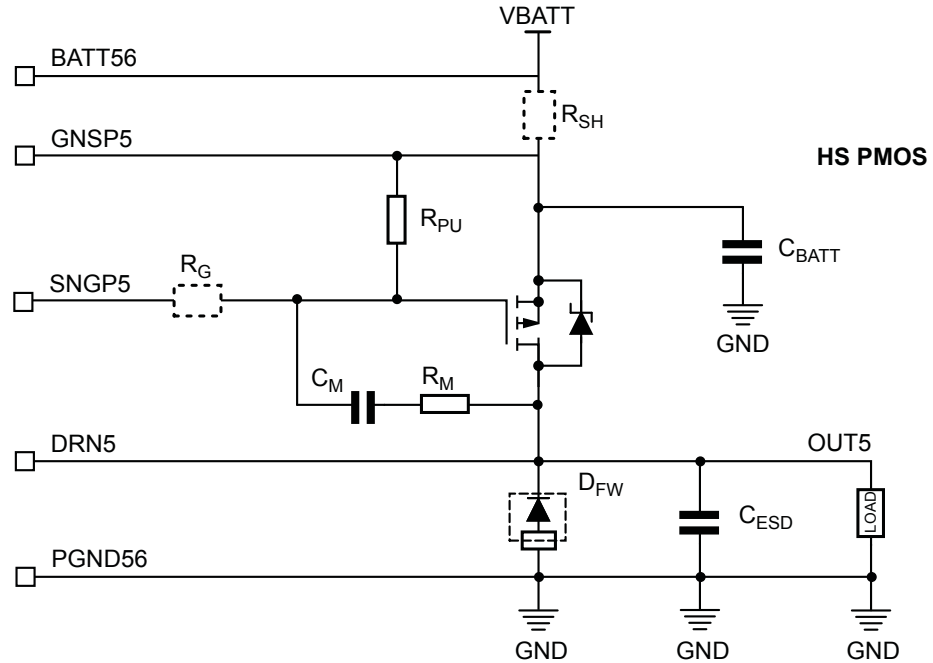 VBATT
BATT56
R_SH
GNSP5
HS PMOS
R_PU
C_BATT
R_G
SNGP5
GND
C_M
R_M
DRN5
OUT5
D_FW
C_ESD
LOAD
PGND56
GND
GND
GND